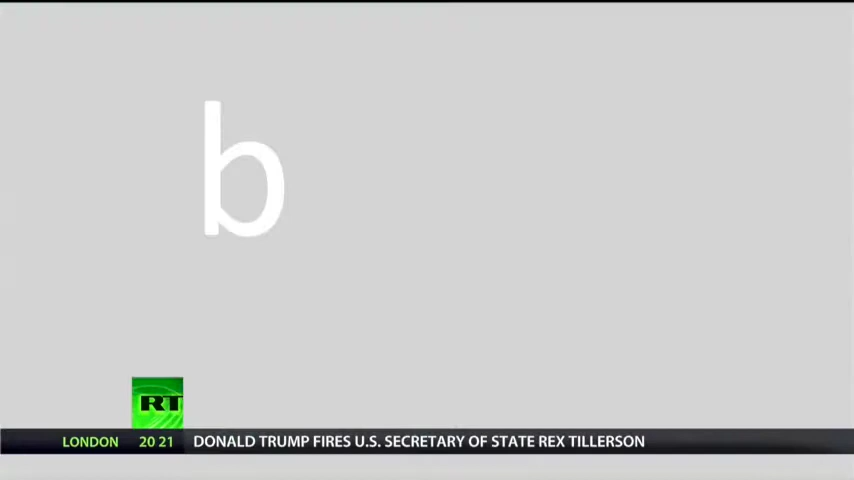 b
RT
LONDON 20 21 DONALD TRUMP FIRES U.S. SECRETARY OF STATE REX TILLERSON